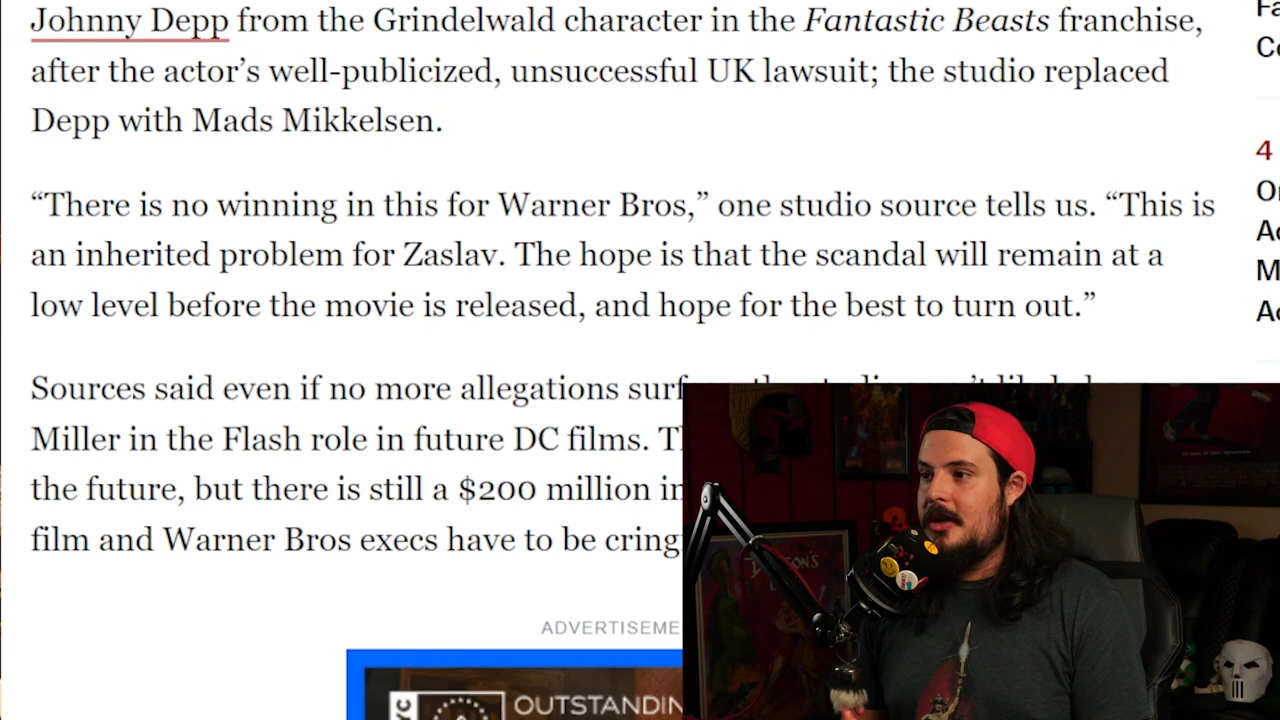 Johnny Depp from the Grindelwald character in the Fantastic Beasts franchise,
after the actor’s well-publicized, unsuccessful UK lawsuit; the studio replaced
Depp with Mads Mikkelsen.
“There is no winning in this for Warner Bros,” one studio source tells us. “This is
an inherited problem for Zaslav. The hope is that the scandal will remain at a
low level before the movie is released, and hope for the best to turn out.”
Sources said even if no more allegations surf
Miller in the Flash role in future DC films. T
the future, but there is still a $200 million in
film and Warner Bros execs have to be cring
ADVERTISEME
OUTSTANDIN
4